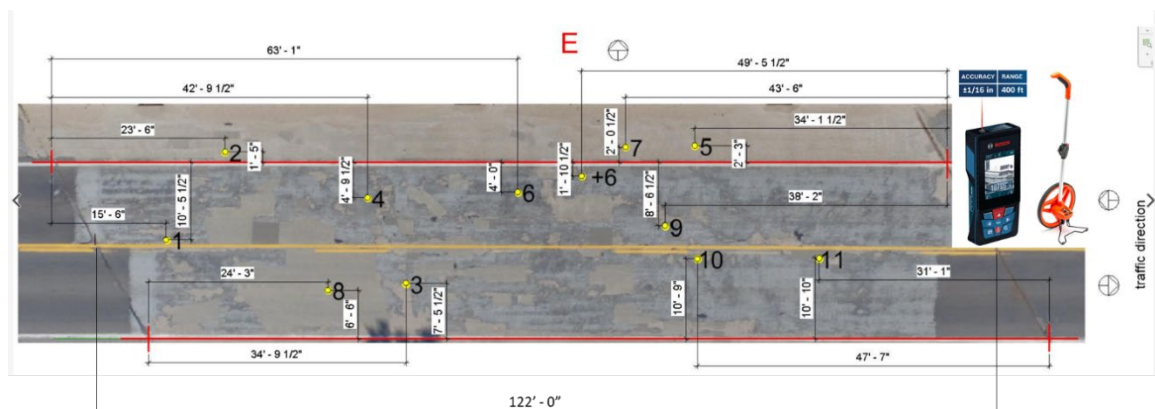 E
63' - 1"
49' - 5 1/2"
42' - 9 1/2"
43' - 6"
23' - 6"
34' - 1 1/2"
ACCURACY RANGE
±1/16 in 400 ft
BOSCH
2
1' - 5"
7
2' - 0 1/2"
5
2' - 3"
4' - 9 1/2"
4
4' - 0"
6
1' - 10 1/2"
+6
8' - 6 1/2"
9
38' - 2"
15' - 6"
10' - 5 1/2"
1
traffic direction
24' - 3"
8
6' - 6"
3
7' - 5 1/2"
10
10' - 9"
11
10' - 10"
31' - 1"
34' - 9 1/2"
47' - 7"
122' - 0"